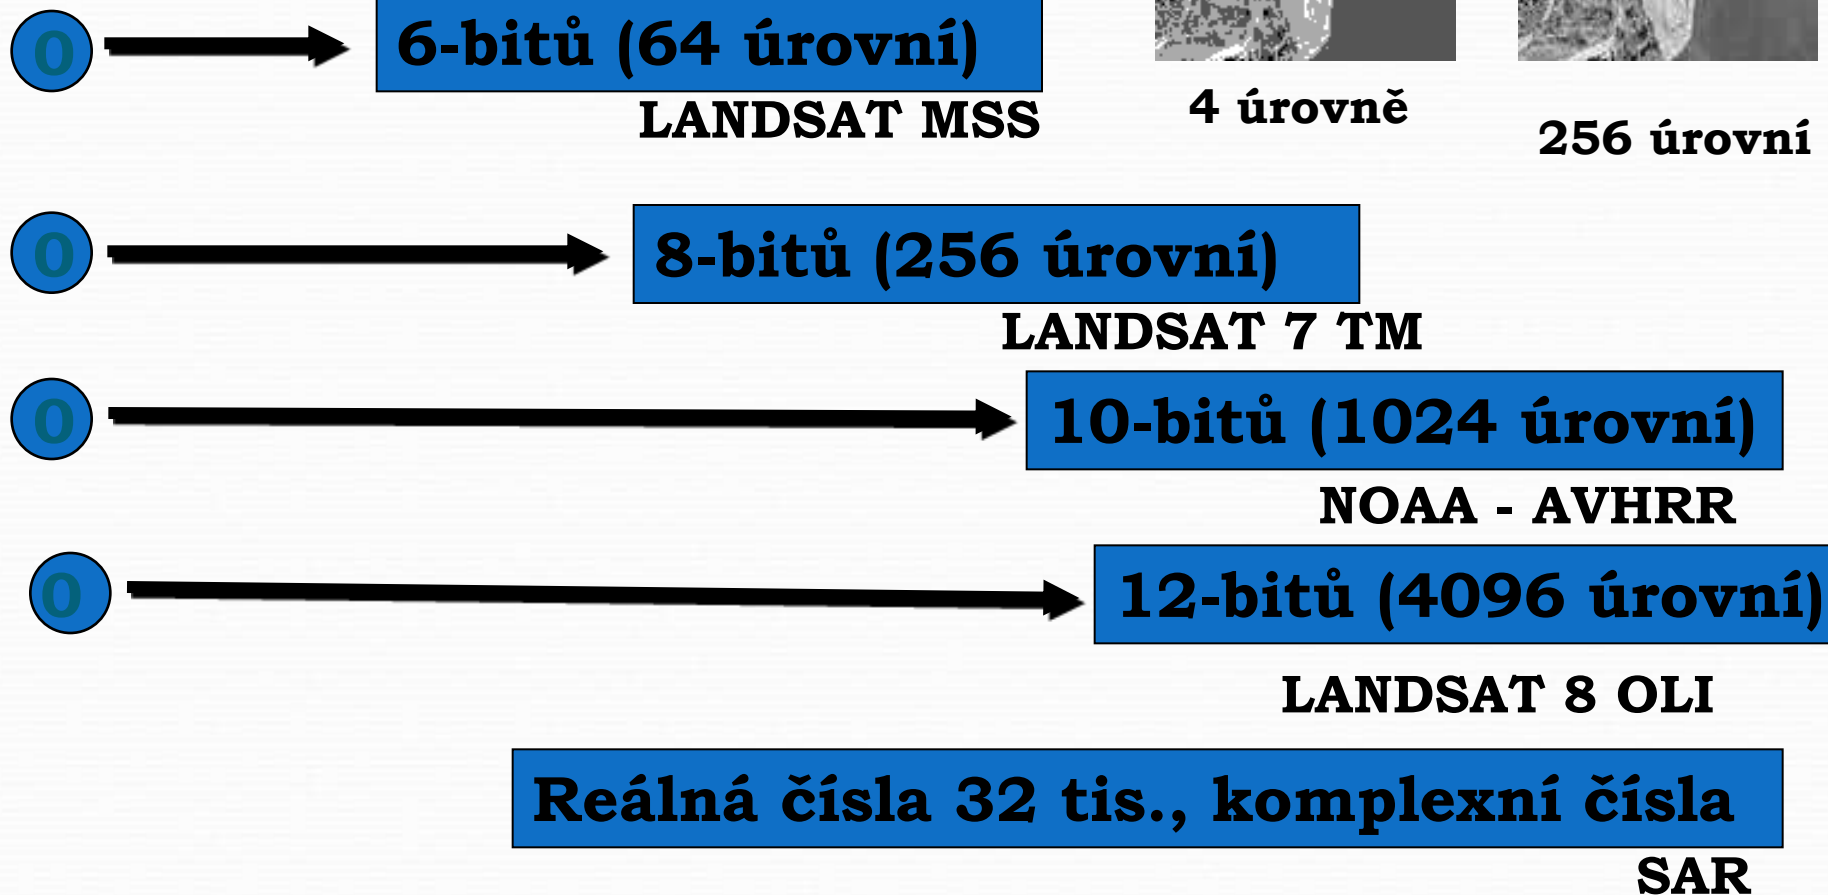 0
6-bitů (64 úrovní)
LANDSAT MSS
4 úrovně
256 úrovní
0
8-bitů (256 úrovní)
LANDSAT 7 TM
0
10-bitů (1024 úrovní)
NOAA - AVHRR
0
12-bitů (4096 úrovní)
LANDSAT 8 OLI
Reálná čísla 32 tis., komplexní čísla
SAR